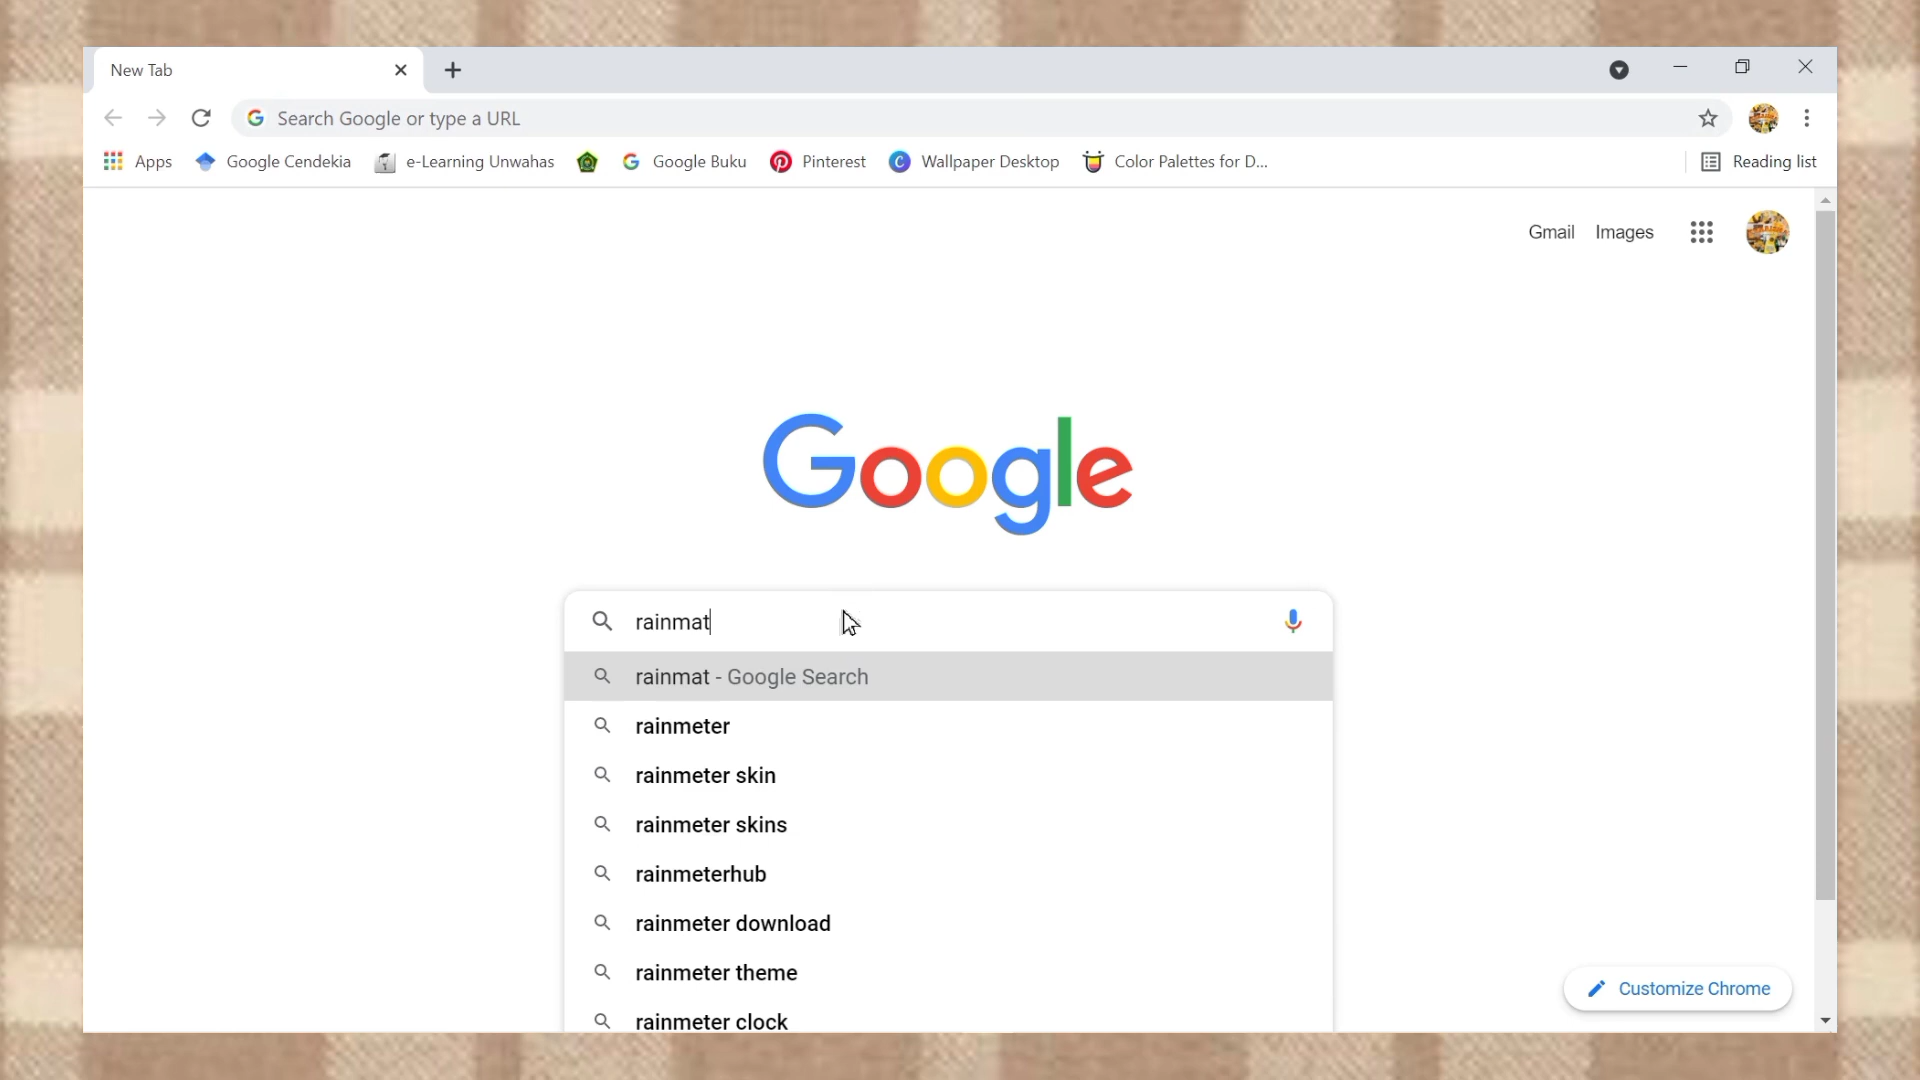 New Tab
Search Google or type a URL
Apps Google Cendekia e-Learning Unwahas Google Buku Pinterest Wallpaper Desktop Color Palettes for D... Reading list
Gmail Images
Google
rainmat
rainmat - Google Search
rainmeter
rainmeter skin
rainmeter skins
rainmeterhub
rainmeter download
rainmeter theme
rainmeter clock
Customize Chrome